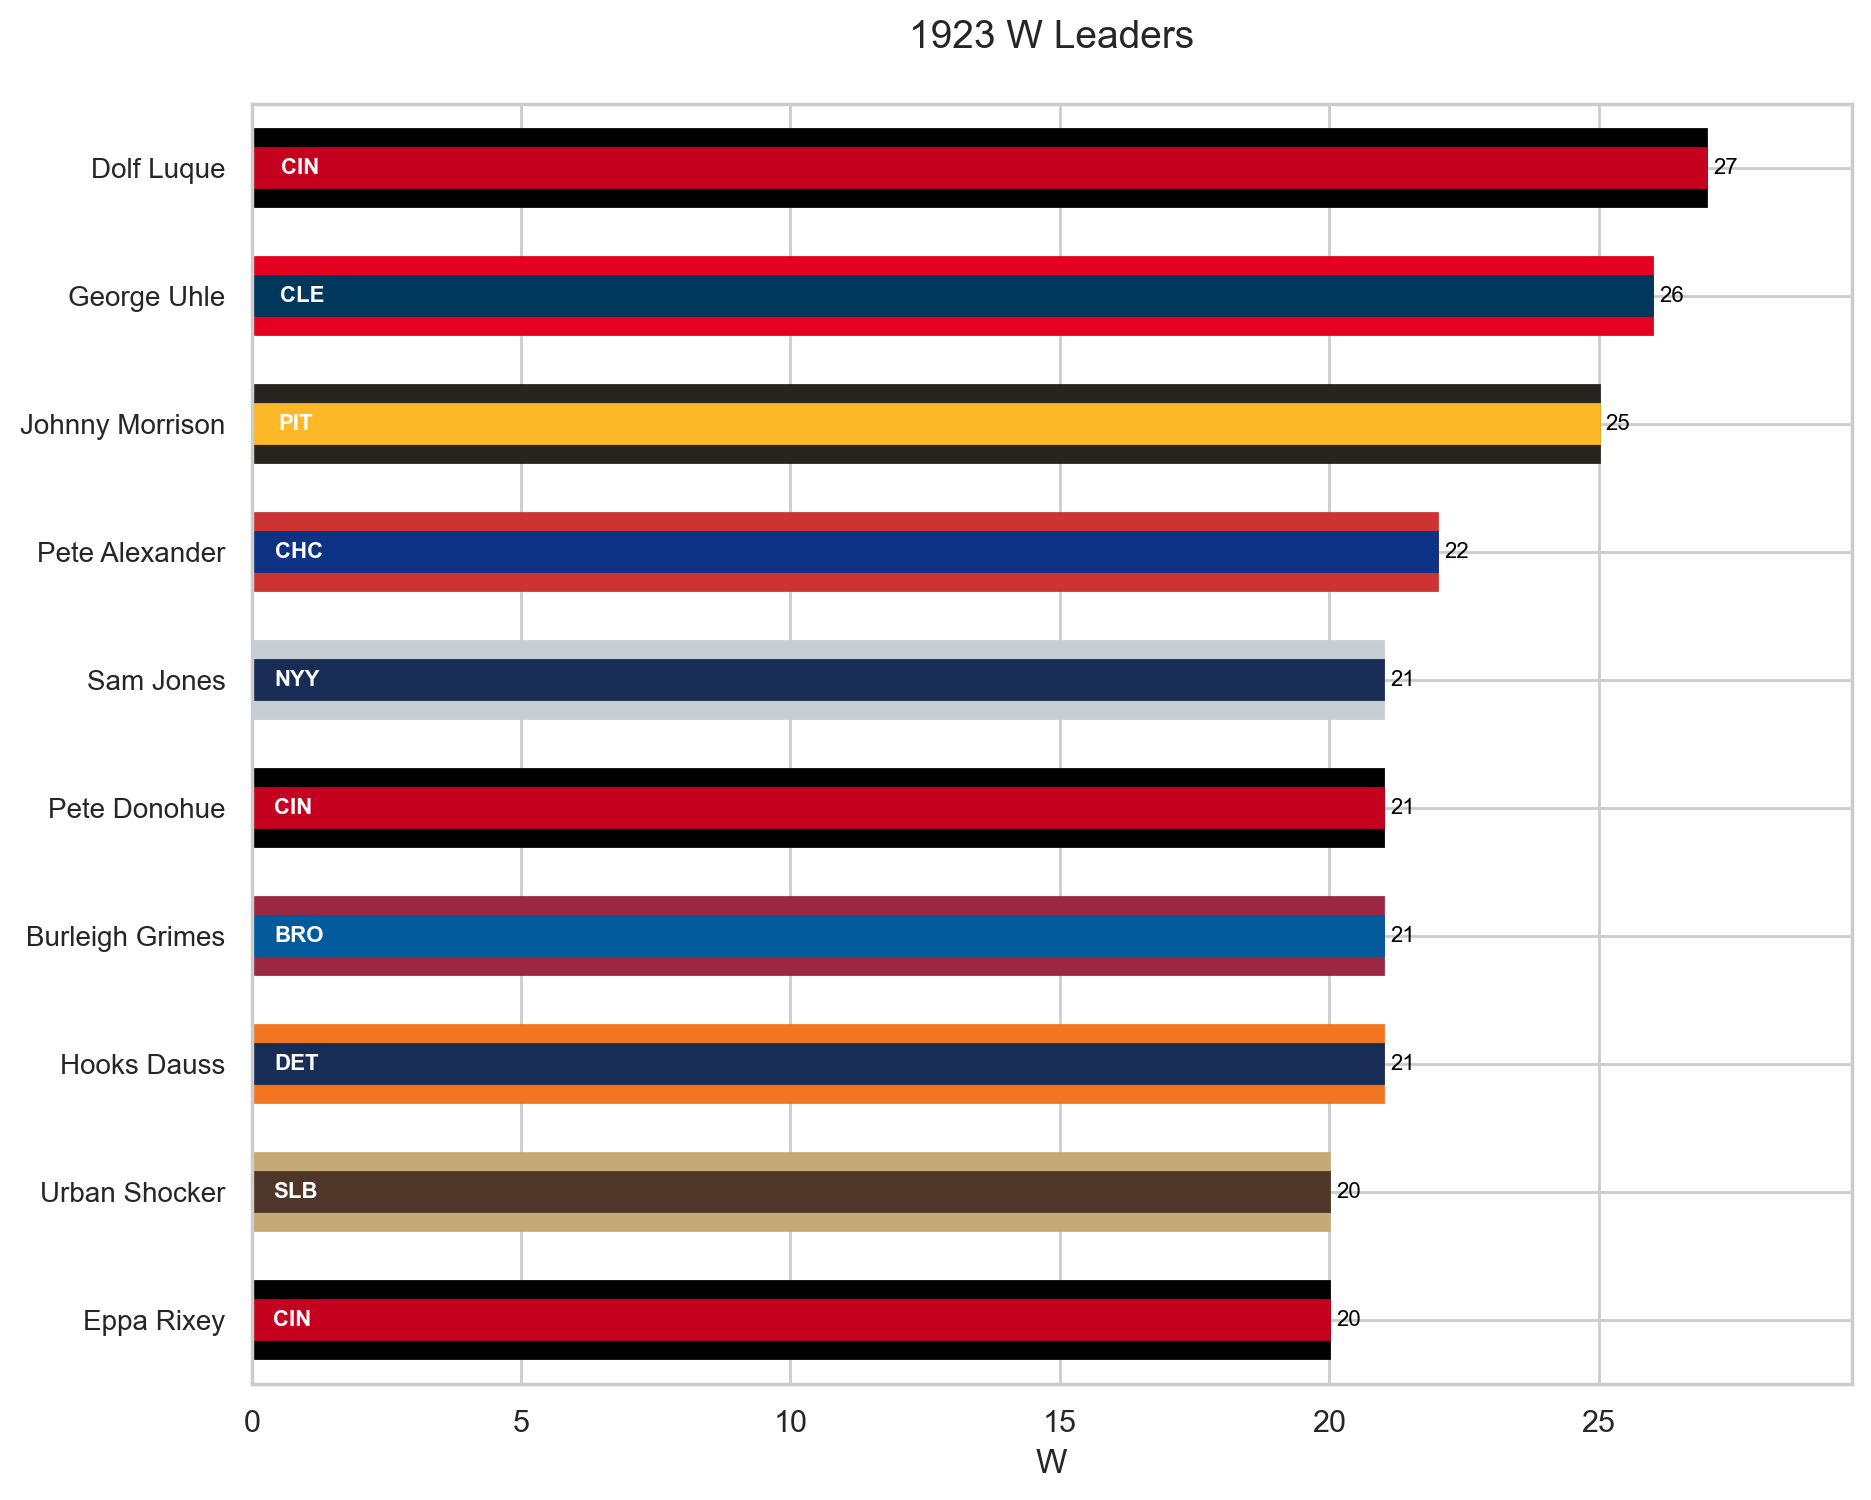 1923 W Leaders
Dolf Luque CIN 27
George Uhle CLE 26
Johnny Morrison PIT 25
Pete Alexander CHC 22
Sam Jones NYY 21
Pete Donohue CIN 21
Burleigh Grimes BRO 21
Hooks Dauss DET 21
Urban Shocker SLB 20
Eppa Rixey CIN 20
0 5 10 15 20 25
W